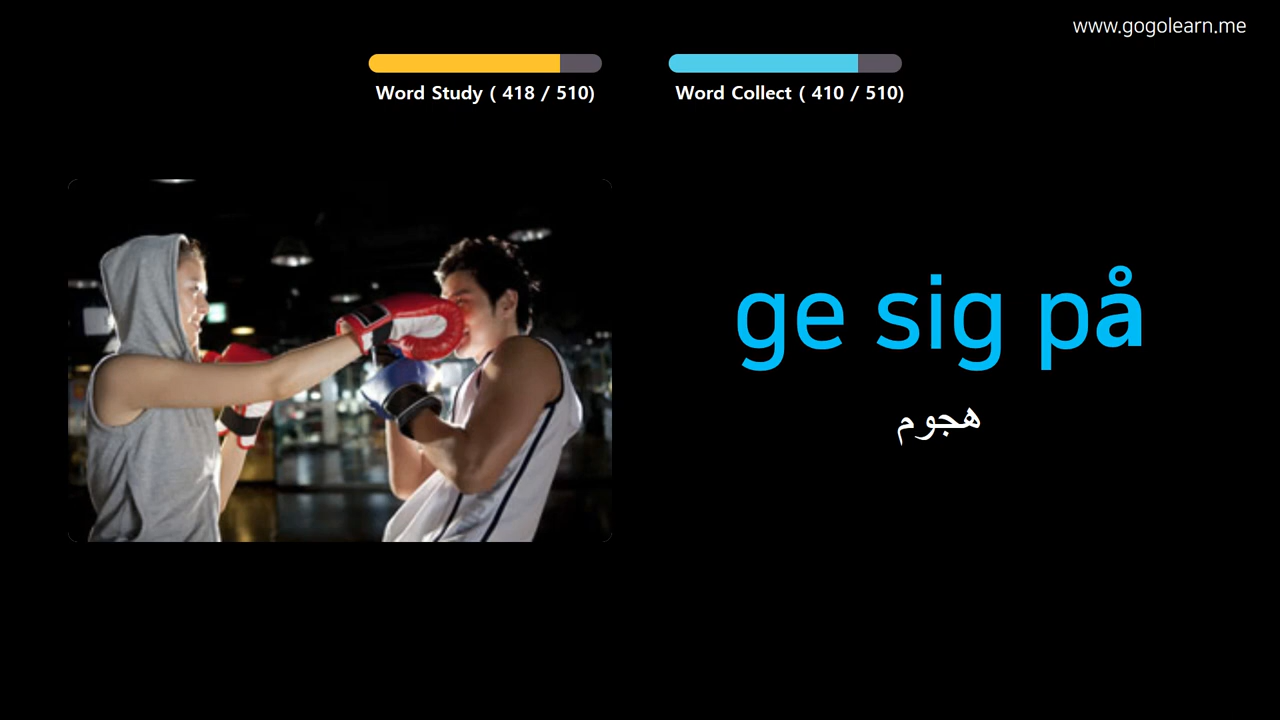 www.gogolearn.me
Word Study ( 418 / 510)
Word Collect ( 410 / 510)
ge sig på
هجوم